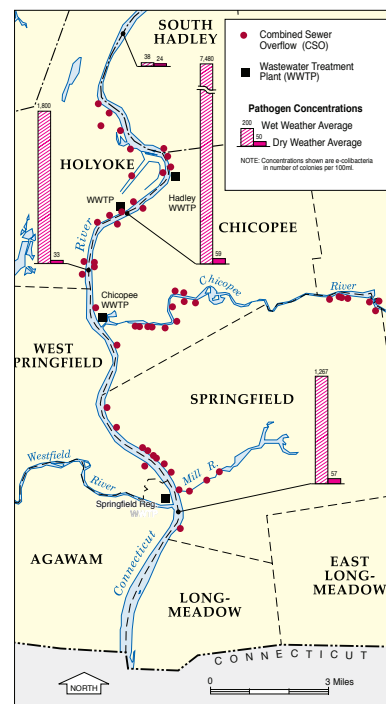 SOUTH
HADLEY
38 24
7,480
1,800
Combined Sewer
Overflow (CSO)
Wastewater Treatment
Plant (WWTP)
Pathogen Concentrations
200
Wet Weather Average
50
Dry Weather Average
NOTE: Concentrations shown are e-colibacteria
in number of colonies per 100ml.
HOLYOKE
WWTP
Hadley
WWTP
CHICOPEE
River
33
59
Chicopee
River
Chicopee
WWTP
WEST
PRINGFIELD
1,267
SPRINGFIELD
Westfield
River
Mill R.
57
Springfield Reg.
AGAWAM
Connecticut
LONG-
MEADOW
EAST
LONG-
MEADOW
CONNECTICUT
NORTH
0 3 Miles